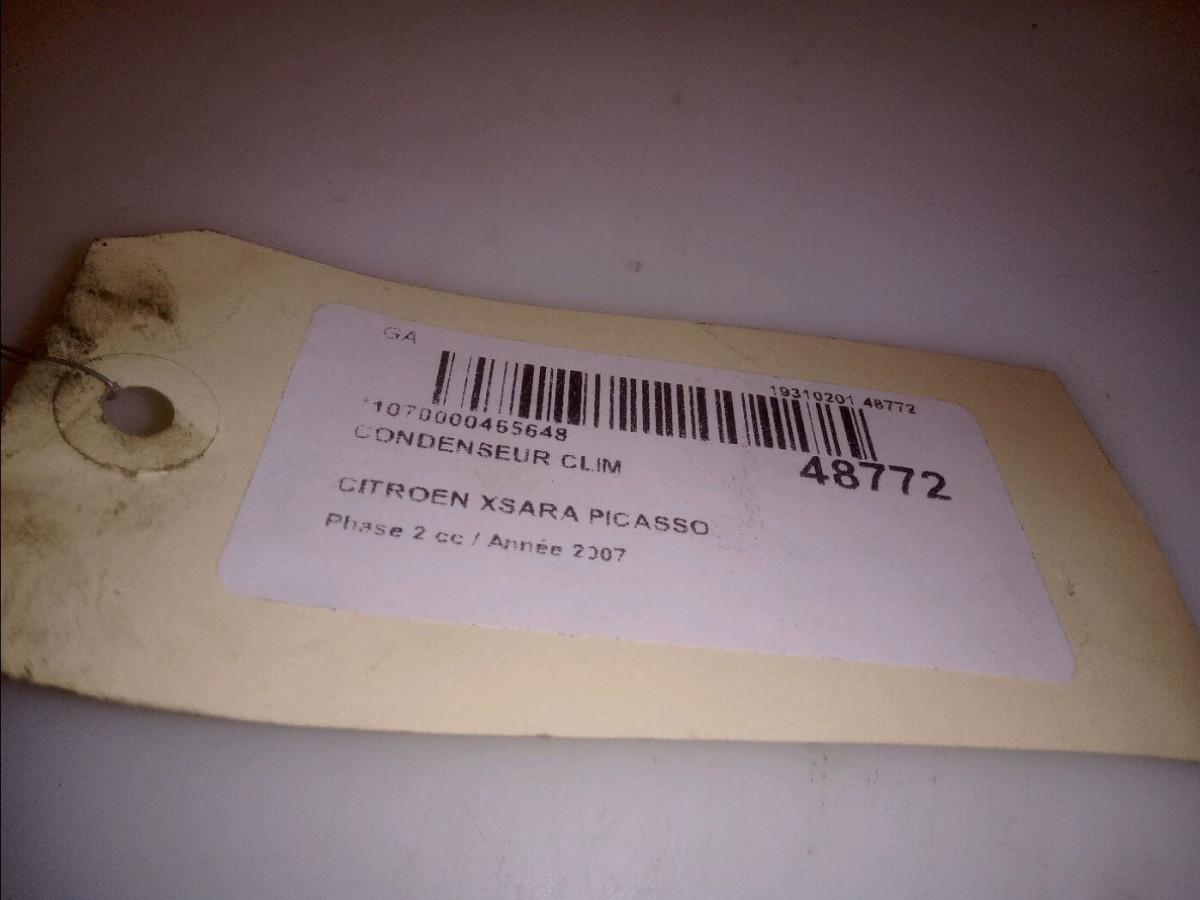 GA
19310201 48772
*1070000465648
48772
CONDENSEUR CLIM
CITROEN XSARA PICASSO
Phase 2 cc / Année 2007